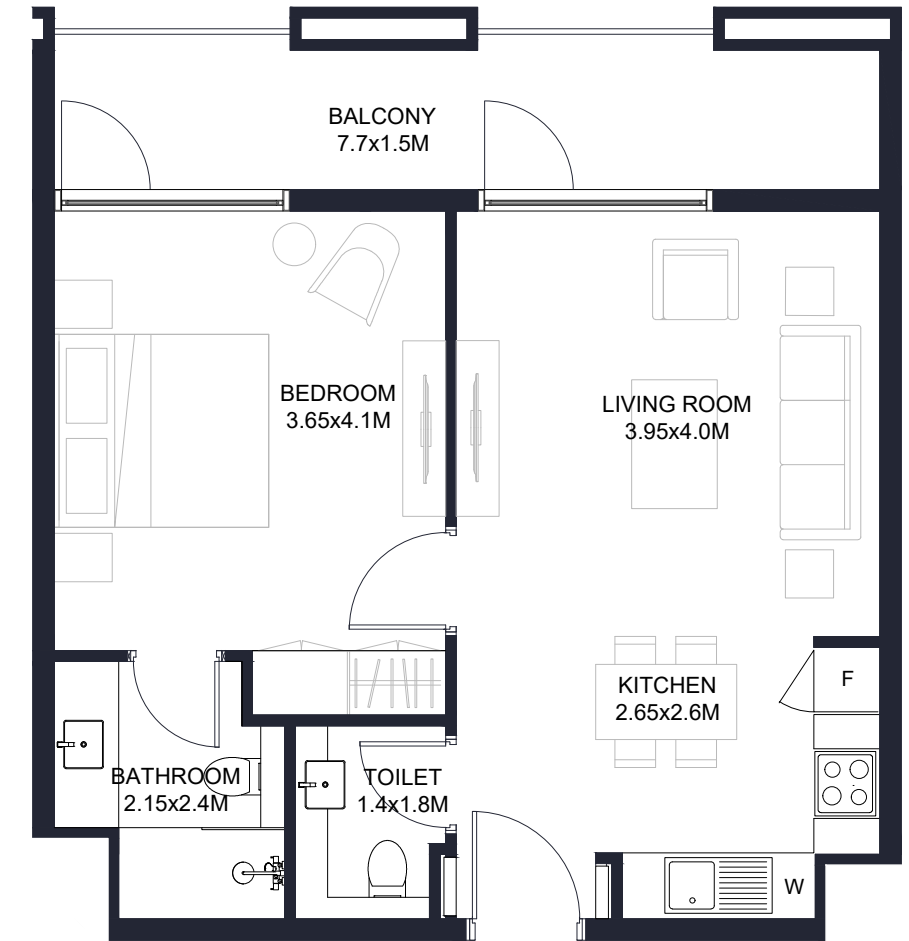 BALCONY
7.7x1.5M
BEDROOM
3.65x4.1M
LIVING ROOM
3.95x4.0M
KITCHEN
2.65x2.6M
F
BATHROOM
2.15x2.4M
TOILET
1.4x1.8M
W